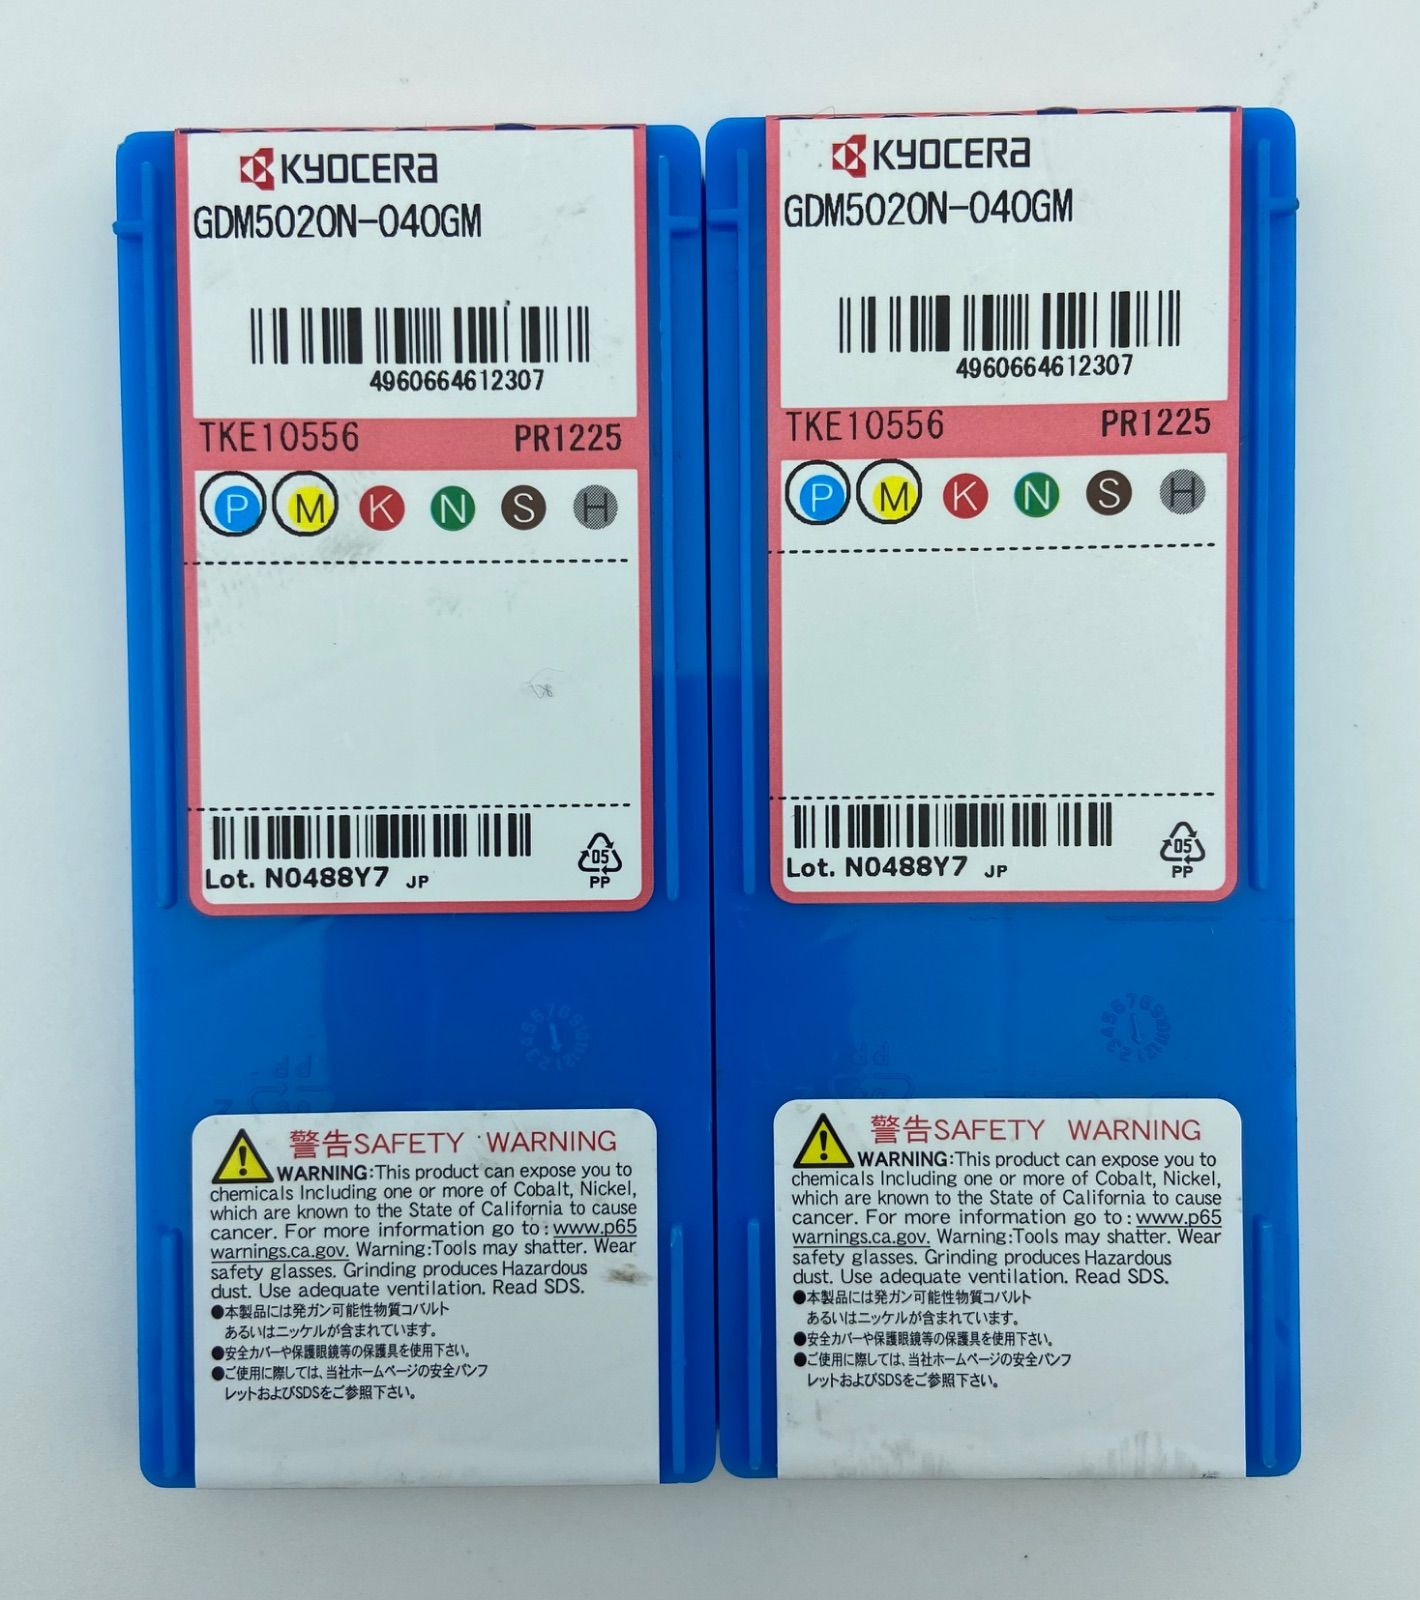 KYOCERA
GDM5020N-040GM
4960664612307
TKE10556 PR1225
P M K N S H
Lot. N0488Y7 JP
05
PP
警告SAFETY WARNING
WARNING:This product can expose you to
chemicals Including one or more of Cobalt, Nickel,
which are known to the State of California to cause
cancer. For more information go to : www.p65
warnings.ca.gov. Warning:Tools may shatter. Wear
safety glasses. Grinding produces Hazardous
dust. Use adequate ventilation. Read SDS.
●本製品には発ガン可能性物質コバルト
あるいはニッケルが含まれています。
●安全カバーや保護眼鏡等の保護具を使用下さい。
●ご使用に際しては、当社ホームページの安全パンフ
レットおよびSDSをご参照下さい。
KYOCERA
GDM5020N-040GM
4960664612307
TKE10556 PR1225
P M K N S H
Lot. N0488Y7 JP
05
PP
警告SAFETY WARNING
WARNING:This product can expose you to
chemicals Including one or more of Cobalt, Nickel,
which are known to the State of California to cause
cancer. For more information go to : www.p65
warnings.ca.gov. Warning:Tools may shatter. Wear
safety glasses. Grinding produces Hazardous
dust. Use adequate ventilation. Read SDS.
●本製品には発ガン可能性物質コバルト
あるいはニッケルが含まれています。
●安全カバーや保護眼鏡等の保護具を使用下さい。
●ご使用に際しては、当社ホームページの安全パンフ
レットおよびSDSをご参照下さい。